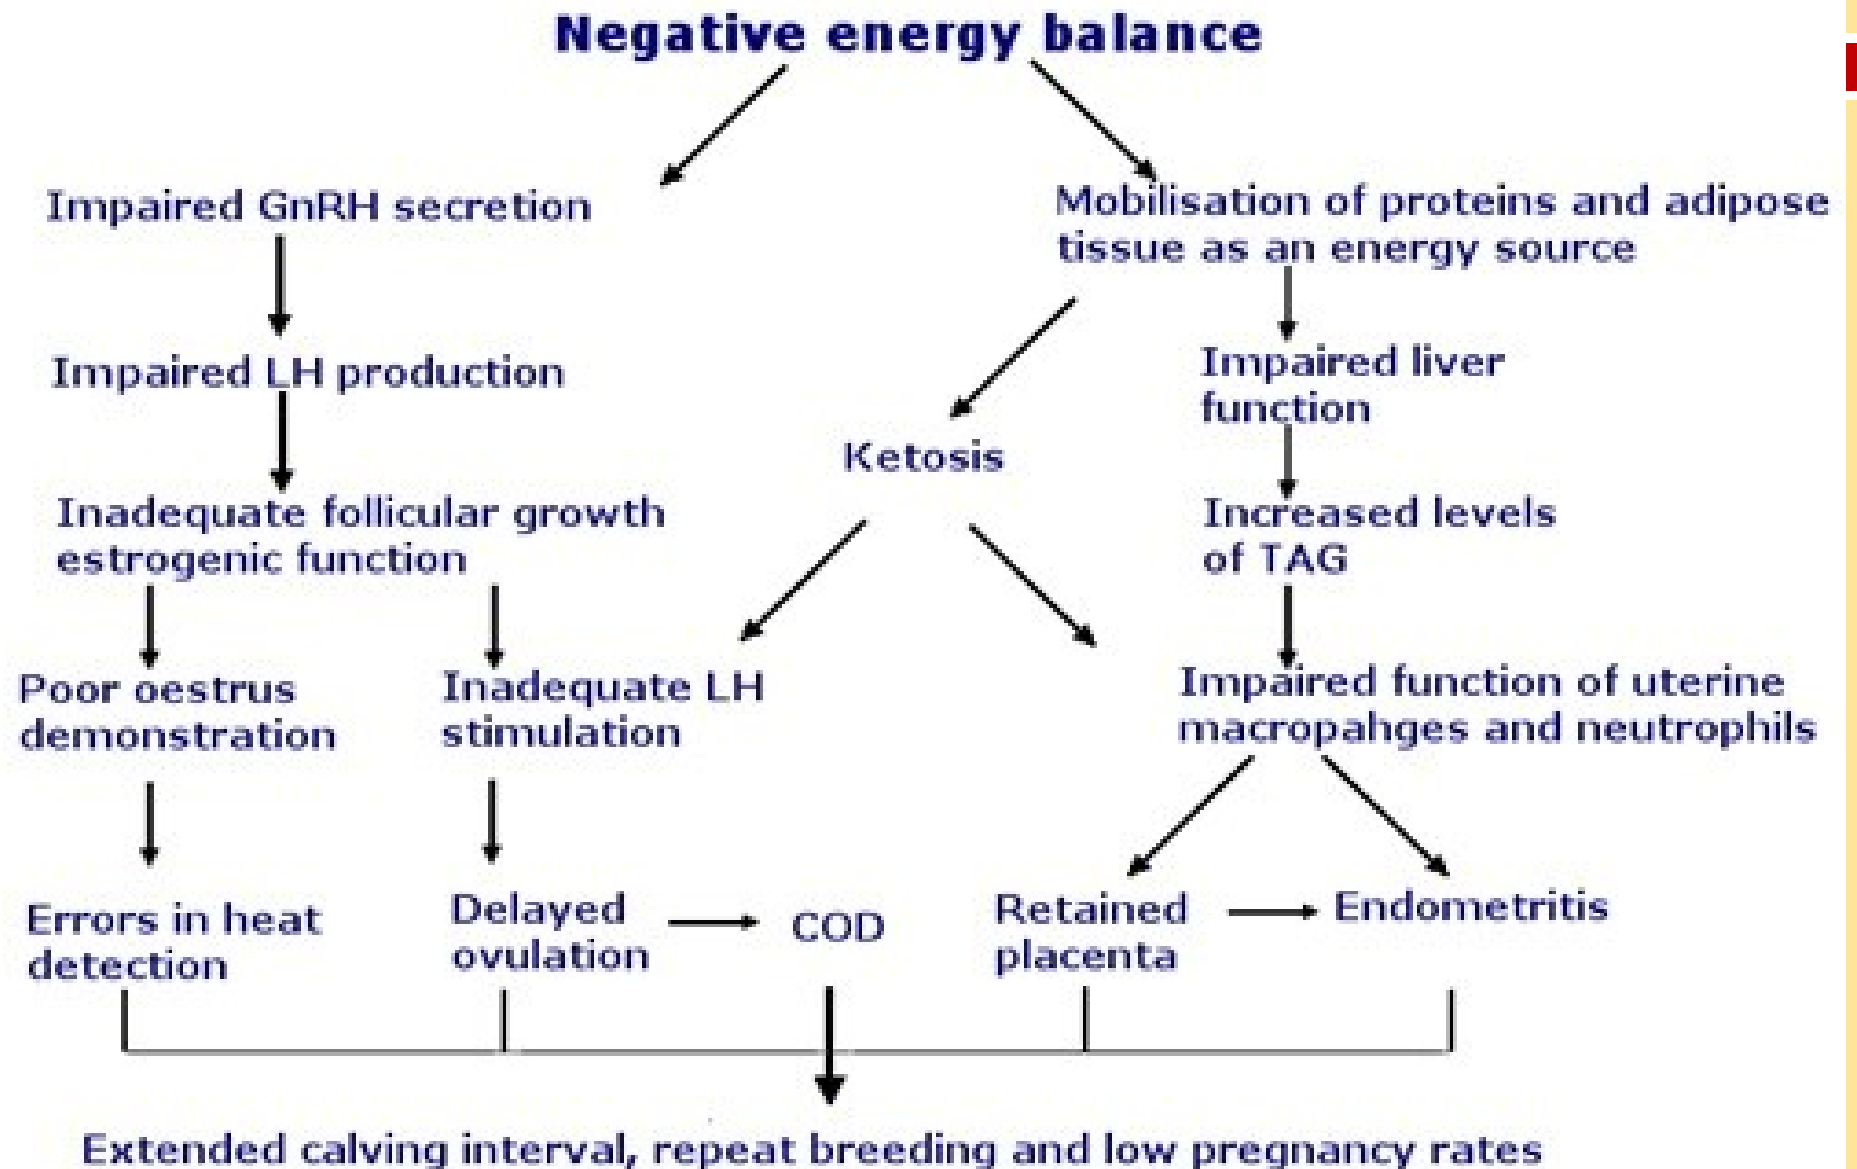 Negative energy balance
Impaired GnRH secretion
Mobilisation of proteins and adipose
tissue as an energy source
Impaired LH production
Impaired liver
function
Ketosis
Inadequate follicular growth
estrogenic function
Increased levels
of TAG
Poor oestrus
demonstration
Inadequate LH
stimulation
Impaired function of uterine
macropahges and neutrophils
Errors in heat
detection
Delayed
ovulation
COD
Retained
placenta
Endometritis
Extended calving interval, repeat breeding and low pregnancy rates